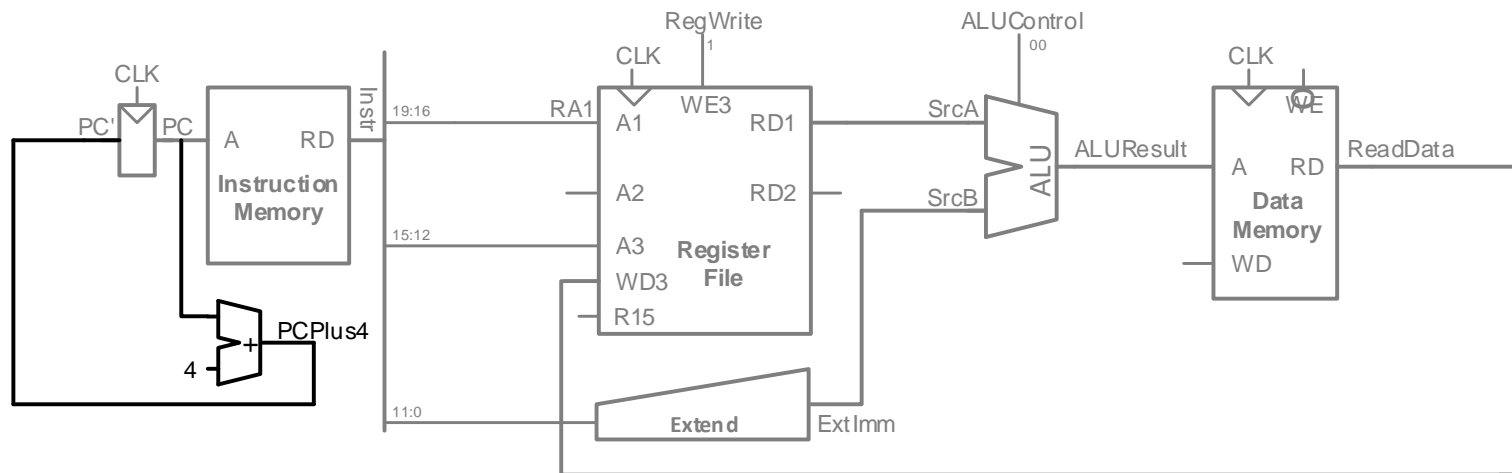 RegWrite
1
ALUControl
00
CLK
CLK
CLK
PC'
PC
A
RD
Instruction
Memory
Instr
19:16
RA1
A1
WE3
RD1
SrcA
WE
0
A2
RD2
ALU
ALUResult
A
RD
ReadData
Data
Memory
WD
15:12
A3
SrcB
Register
File
WD3
R15
PCPlus4
+
4
11:0
Extend
ExtImm